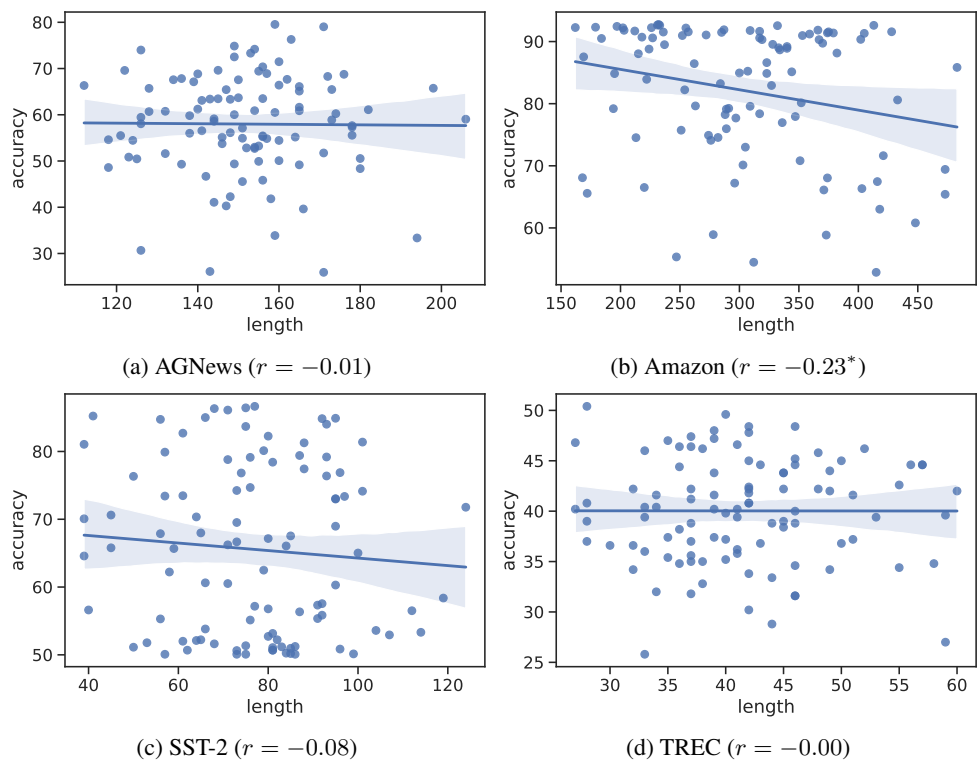 80
70
60
50
40
30
accuracy
120 140 160 180 200
length
(a) AGNews (r = −0.01)
90
80
70
60
accuracy
150 200 250 300 350 400 450
length
(b) Amazon (r = −0.23*)
80
70
60
50
accuracy
40 60 80 100 120
length
(c) SST-2 (r = −0.08)
50
45
40
35
30
25
accuracy
30 35 40 45 50 55 60
length
(d) TREC (r = −0.00)